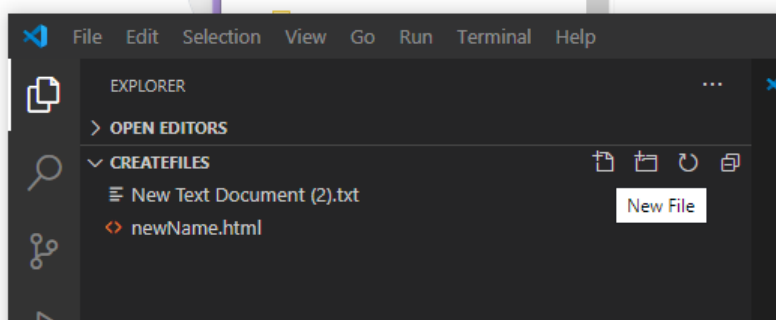 File Edit Selection View Go Run Terminal Help
EXPLORER
OPEN EDITORS
CREATEFILES
New Text Document (2).txt
New File
newName.html